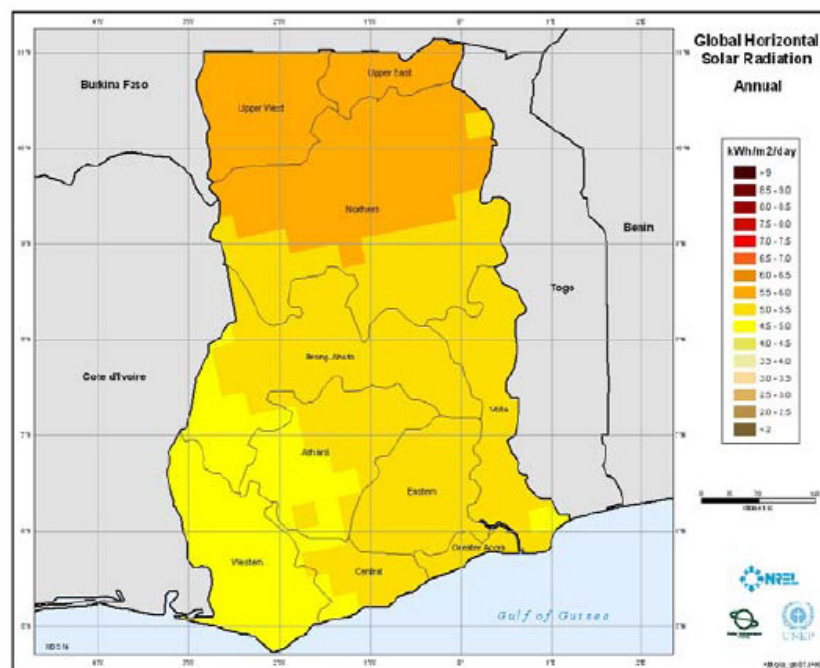 Global Horizontal
Solar Radiation
Annual
Burkina Faso
Upper East
Upper West
Northern
Benin
Togo
Cote d'Ivoire
Brong-Ahafo
Volta
Ashanti
Eastern
Greater Accra
Western
Central
Gulf of Guinea
kWh/m2/day
>9
8.5 - 9.0
8.0 - 8.5
7.5 - 8.0
7.0 - 7.5
6.5 - 7.0
6.0 - 6.5
5.5 - 6.0
5.0 - 5.5
4.5 - 5.0
4.0 - 4.5
3.5 - 4.0
3.0 - 3.5
2.5 - 3.0
2.0 - 2.5
<2
NREL
UNEP